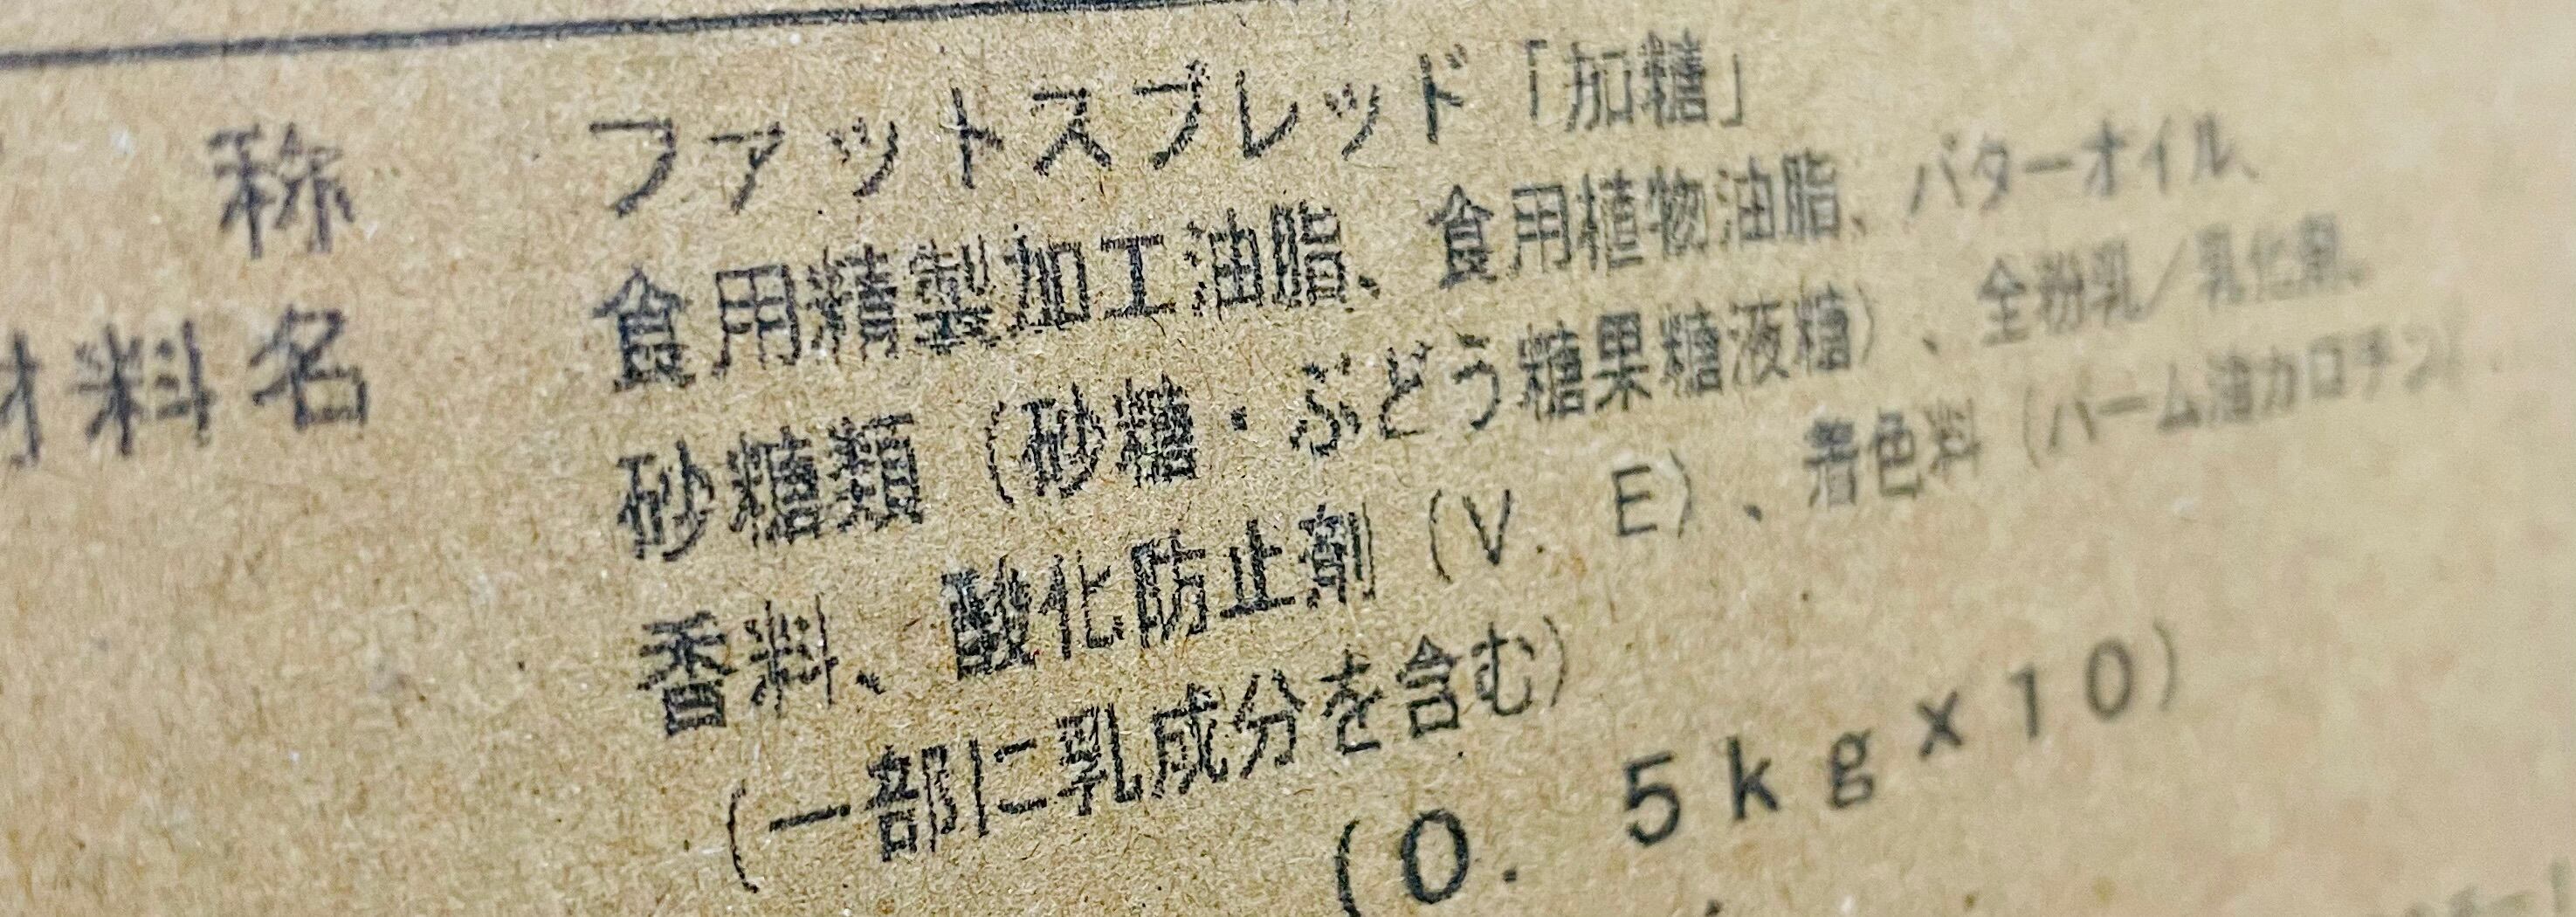 称 ファットスプレッド「加糖」
材料名 食用精製加工油脂、食用植物油脂、バターオイル、
砂糖類（砂糖・ぶどう糖果糖液糖）、全粉乳／乳化剤、
香料、酸化防止剤（V．E）、着色料（パーム油カロチン）
（一部に乳成分を含む）
（0．5kg×10）